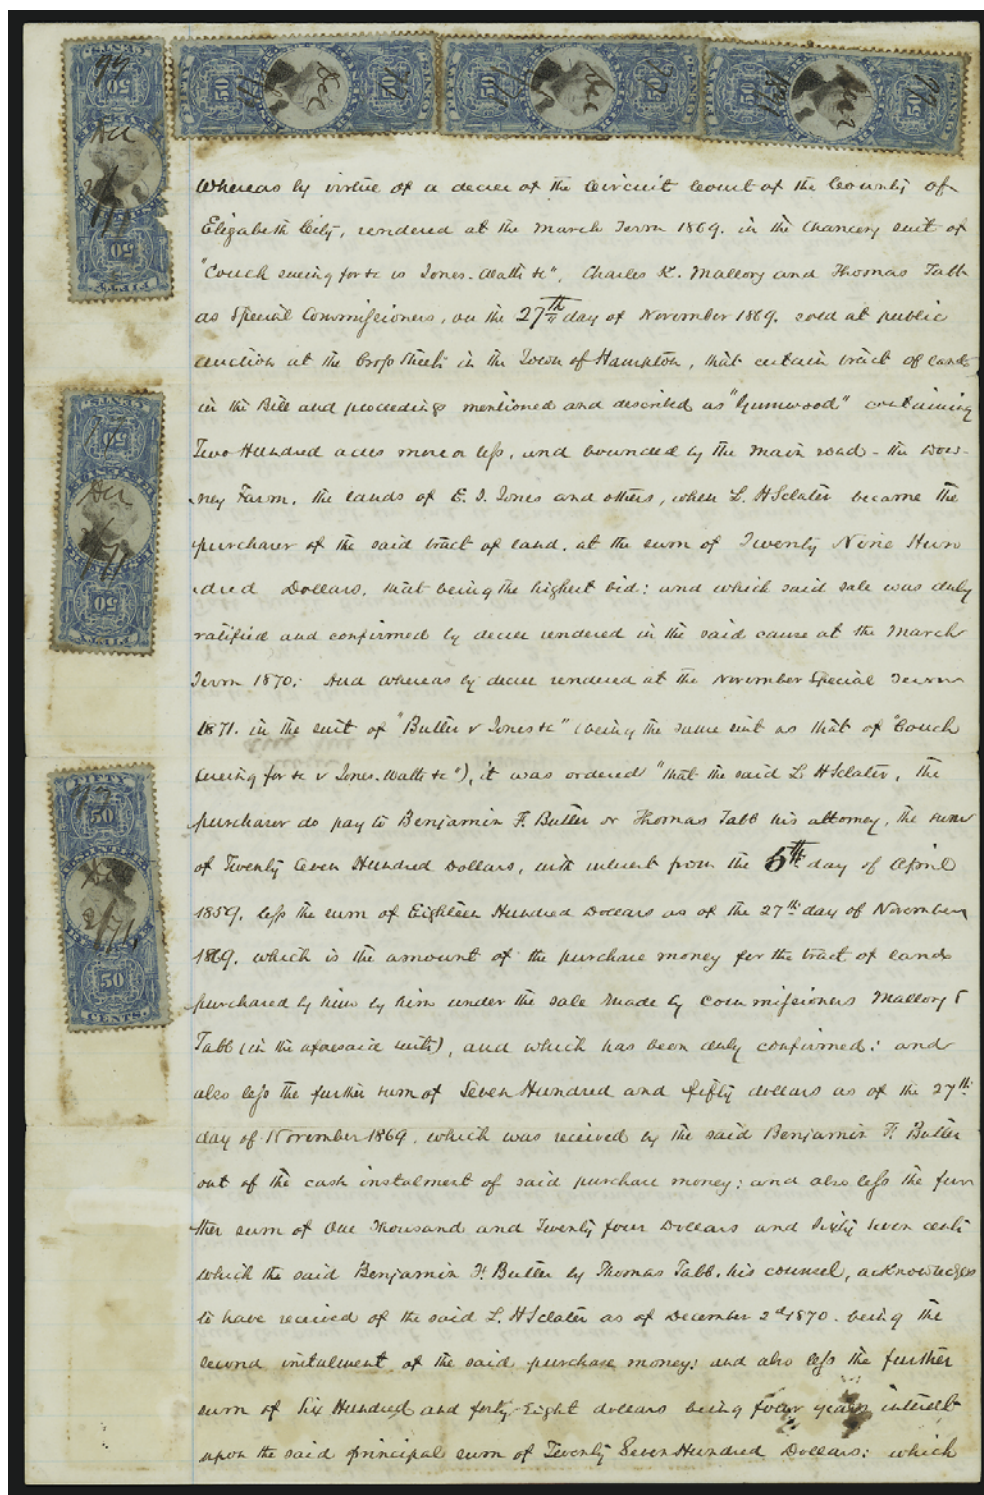 Whereas by virtue of a decree of the Circuit Court of the County of
Elizabeth City, rendered at the March Term 1869. in the Chancery suit of
"Couch sueing for &c vs Jones. Watts &c", Charles K. Mallory and Thomas Tabb
as Special Commissioners, on the 27th day of November 1869. sold at public
auction at the Cross Streets in the Town of Hampton, that certain tract of land
in the Bill and proceedings mentioned and described as "Gumwood" containing
Two Hundred acres more or less, and bounded by the Main road - the Dow-
ney Farm, the lands of E. I. Jones and others, when L. H Sclater became the
purchaser of the said tract of land. at the sum of Twenty Nine Hun
dred Dollars, that being the highest bid; and which said sale was duly
ratified and confirmed by decree rendered in the said cause at the March
Term 1870; And whereas by decree rendered at the November Special Term
1871. in the suit of "Butler v Jones &c" (being the same suit as that of "Couch
sueing for &c v Jones. Watts &c"), it was ordered "that the said L H Sclater, the
purchaser do pay to Benjamin F. Butler or Thomas Tabb his attorney, the sum
of Twenty seven Hundred Dollars, with interest from the 5th day of April
1859, less the sum of Eighteen Hundred Dollars as of the 27th day of November
1869. which is the amount of the purchase money for the tract of land
purchased by him by him under the sale made by Commissioners Mallory &
Tabb (in the aforesaid suits), and which has been duly confirmed; and
also less the further sum of Seven Hundred and fifty dollars as of the 27th
day of November 1869. which was received by the said Benjamin F. Butler
out of the cash instalment of said purchase money; and also less the fur
ther sum of One Thousand and Twenty four Dollars and Sixty seven cents
which the said Benjamin F. Butler by Thomas Tabb. his counsel, acknowledges
to have received of the said L. H Sclater as of December 2d 1870. being the
second instalment of the said purchase money; and also less the further
sum of Six Hundred and forty-Eight dollars being four years interest
upon the said principal sum of Twenty Seven Hundred Dollars; which